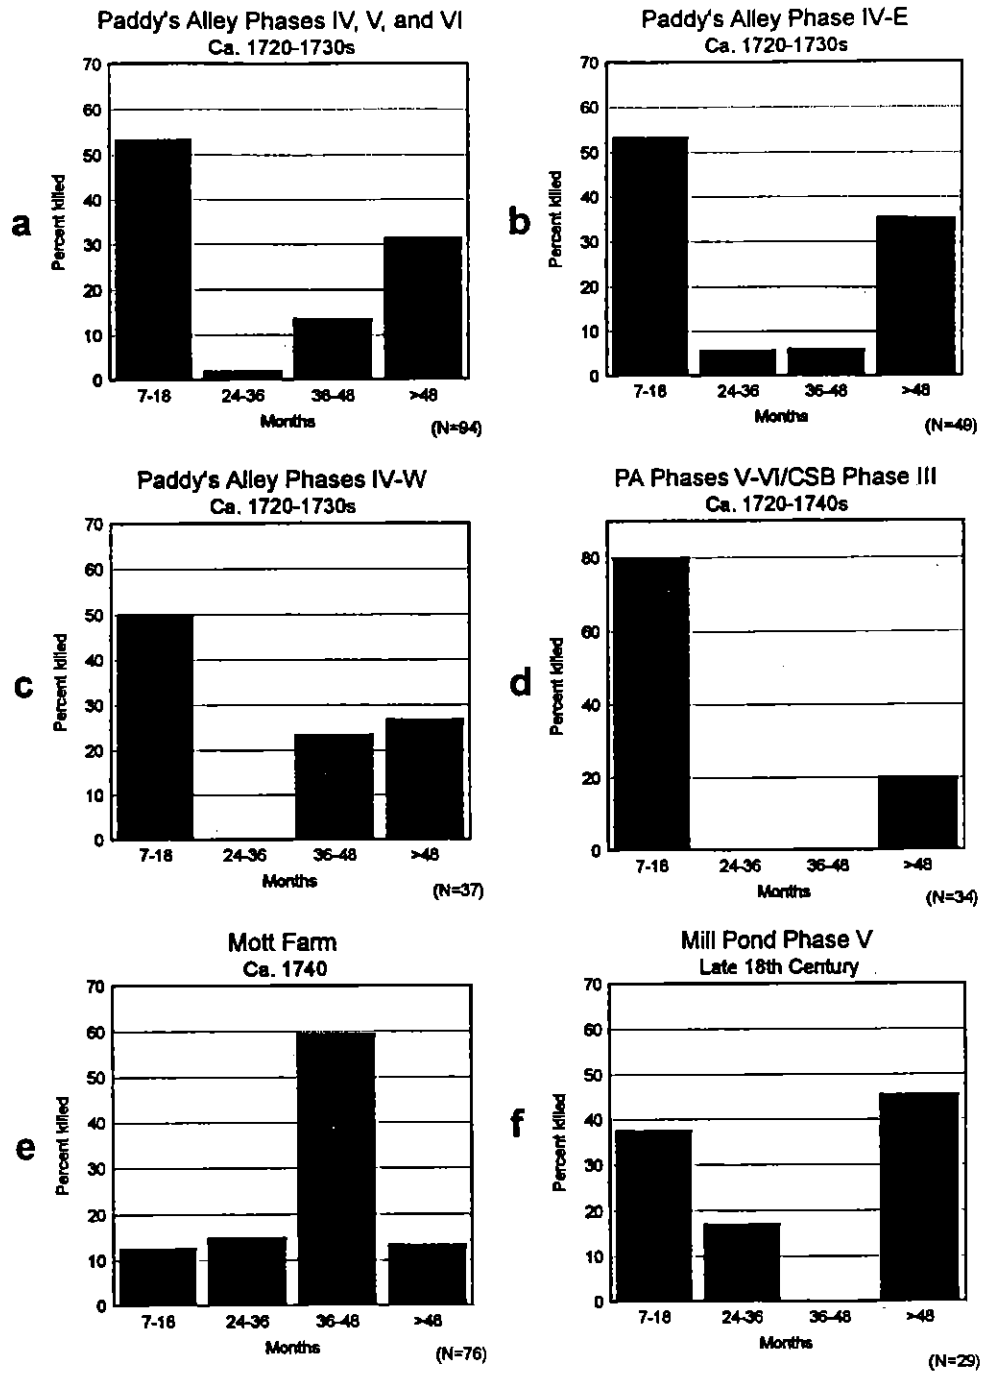 Paddy's Alley Phases IV, V, and VI
Ca. 1720-1730s
70
60
50
40
30
20
10
0
Percent killed
a
7-18
24-36
36-48
>48
Months
(N=94)
Paddy's Alley Phase IV-E
Ca. 1720-1730s
70
60
50
40
30
20
10
0
Percent killed
b
7-18
24-36
36-48
>48
Months
(N=49)
Paddy's Alley Phases IV-W
Ca. 1720-1730s
70
60
50
40
30
20
10
0
Percent killed
c
7-18
24-36
36-48
>48
Months
(N=37)
PA Phases V-VI/CSB Phase III
Ca. 1720-1740s
80
60
40
20
0
Percent killed
d
7-18
24-36
36-48
>48
Months
(N=34)
Mott Farm
Ca. 1740
70
60
50
40
30
20
10
0
Percent killed
e
7-18
24-36
36-48
>48
Months
(N=76)
Mill Pond Phase V
Late 18th Century
70
60
50
40
30
20
10
0
Percent killed
f
7-18
24-36
36-48
>48
Months
(N=29)